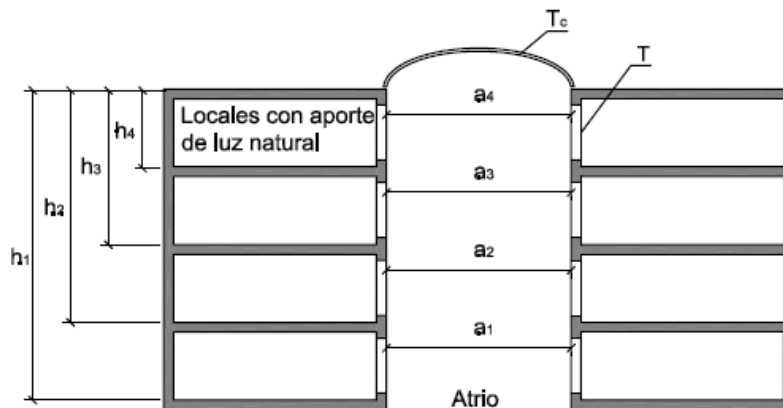 Tc
T
a4
Locales con aporte
de luz natural
h4
a3
h3
h2
a2
h1
a1
Atrio